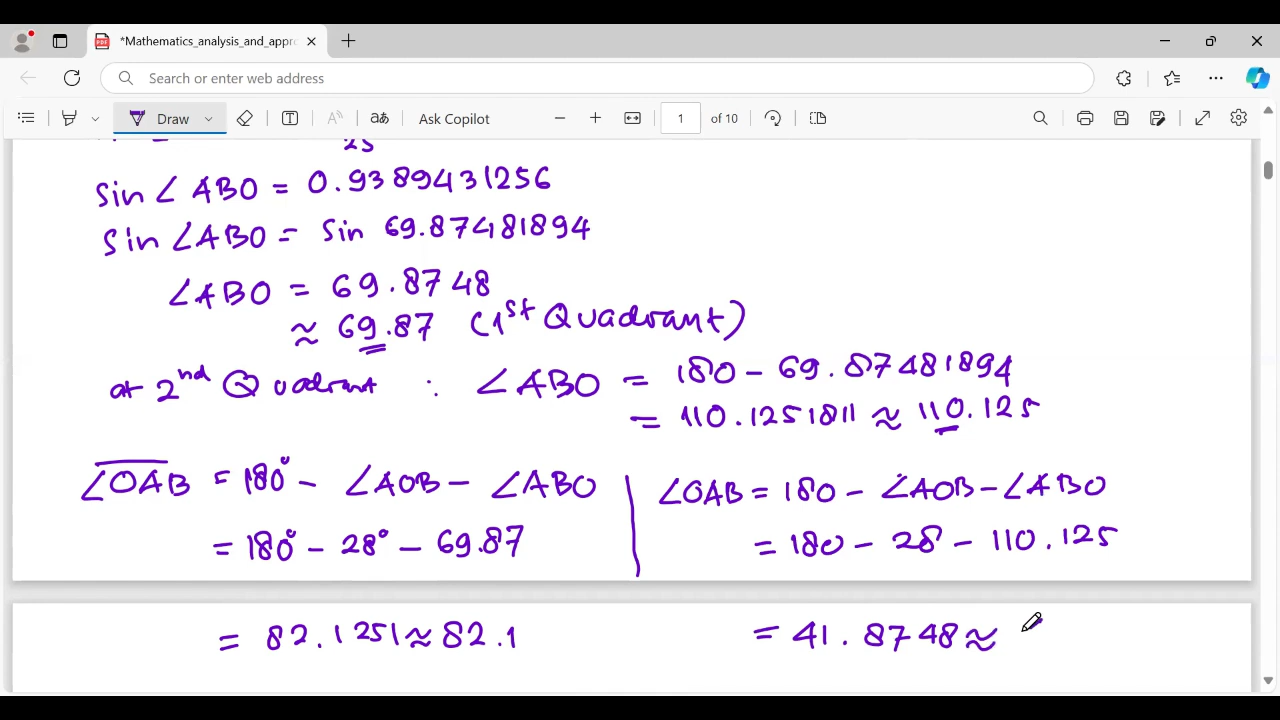 *Mathematics_analysis_and_appro
Search or enter web address
Draw
Ask Copilot
1 of 10
25
Sin ∠ABO = 0.9389431256
Sin ∠ABO = Sin 69.87481894
∠ABO = 69.8748
≈ 69.87 (1st Quadrant)
at 2nd Quadrant : ∠ABO = 180 - 69.87481894
= 110.1251811 ≈ 110.125
∠OAB = 180° - ∠AOB - ∠ABO
= 180° - 28° - 69.87
= 82.1251 ≈ 82.1
∠OAB = 180 - ∠AOB - ∠ABO
= 180 - 28 - 110.125
= 41.8748 ≈